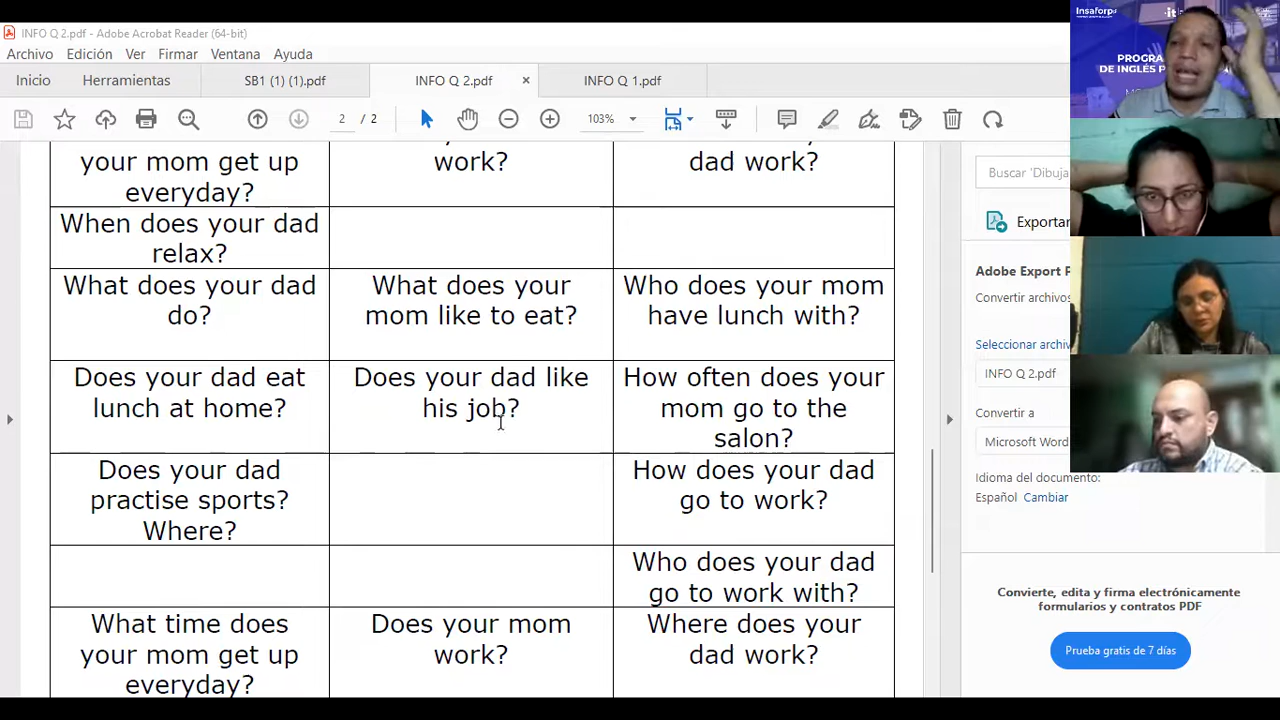 INFO Q 2.pdf - Adobe Acrobat Reader (64-bit)
Archivo Edición Ver Firmar Ventana Ayuda
Inicio Herramientas SB1 (1) (1).pdf INFO Q 2.pdf × INFO Q 1.pdf
2 / 2 103%
your mom get up
everyday?
work?
dad work?
When does your dad
relax?
What does your dad
do?
What does your
mom like to eat?
Who does your mom
have lunch with?
Does your dad eat
lunch at home?
Does your dad like
his job?
How often does your
mom go to the
salon?
Does your dad
practise sports?
Where?
How does your dad
go to work?
Who does your dad
go to work with?
What time does
your mom get up
everyday?
Does your mom
work?
Where does your
dad work?
Buscar 'Dibuja
Exportar
Adobe Export P
Convertir archivos
Seleccionar archiv
INFO Q 2.pdf
Convertir a
Microsoft Word
Idioma del documento:
Español Cambiar
Convierte, edita y firma electrónicamente
formularios y contratos PDF
Prueba gratis de 7 días
Insaforp
PROGRA
DE INGLÉS P